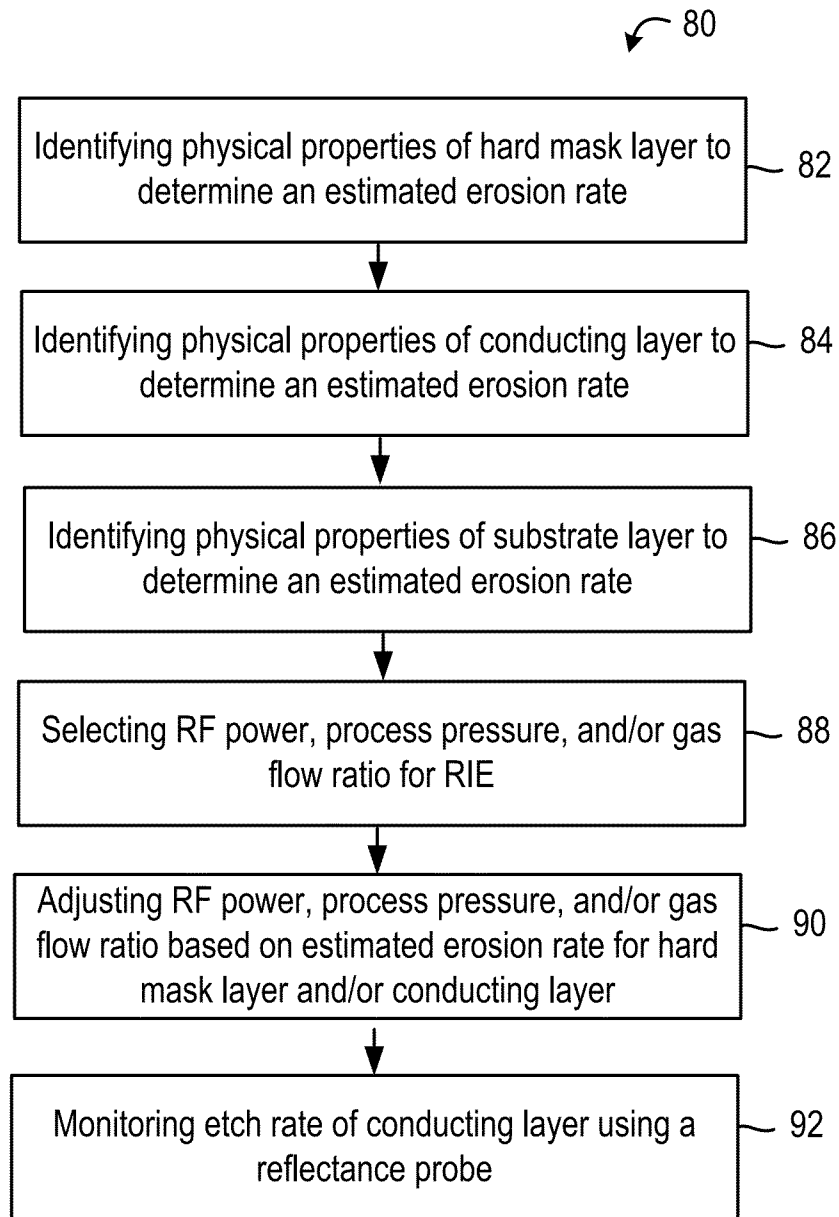 80
Identifying physical properties of hard mask layer to
determine an estimated erosion rate
82
Identifying physical properties of conducting layer to
determine an estimated erosion rate
84
Identifying physical properties of substrate layer to
determine an estimated erosion rate
86
Selecting RF power, process pressure, and/or gas
flow ratio for RIE
88
Adjusting RF power, process pressure, and/or gas
flow ratio based on estimated erosion rate for hard
mask layer and/or conducting layer
90
Monitoring etch rate of conducting layer using a
reflectance probe
92